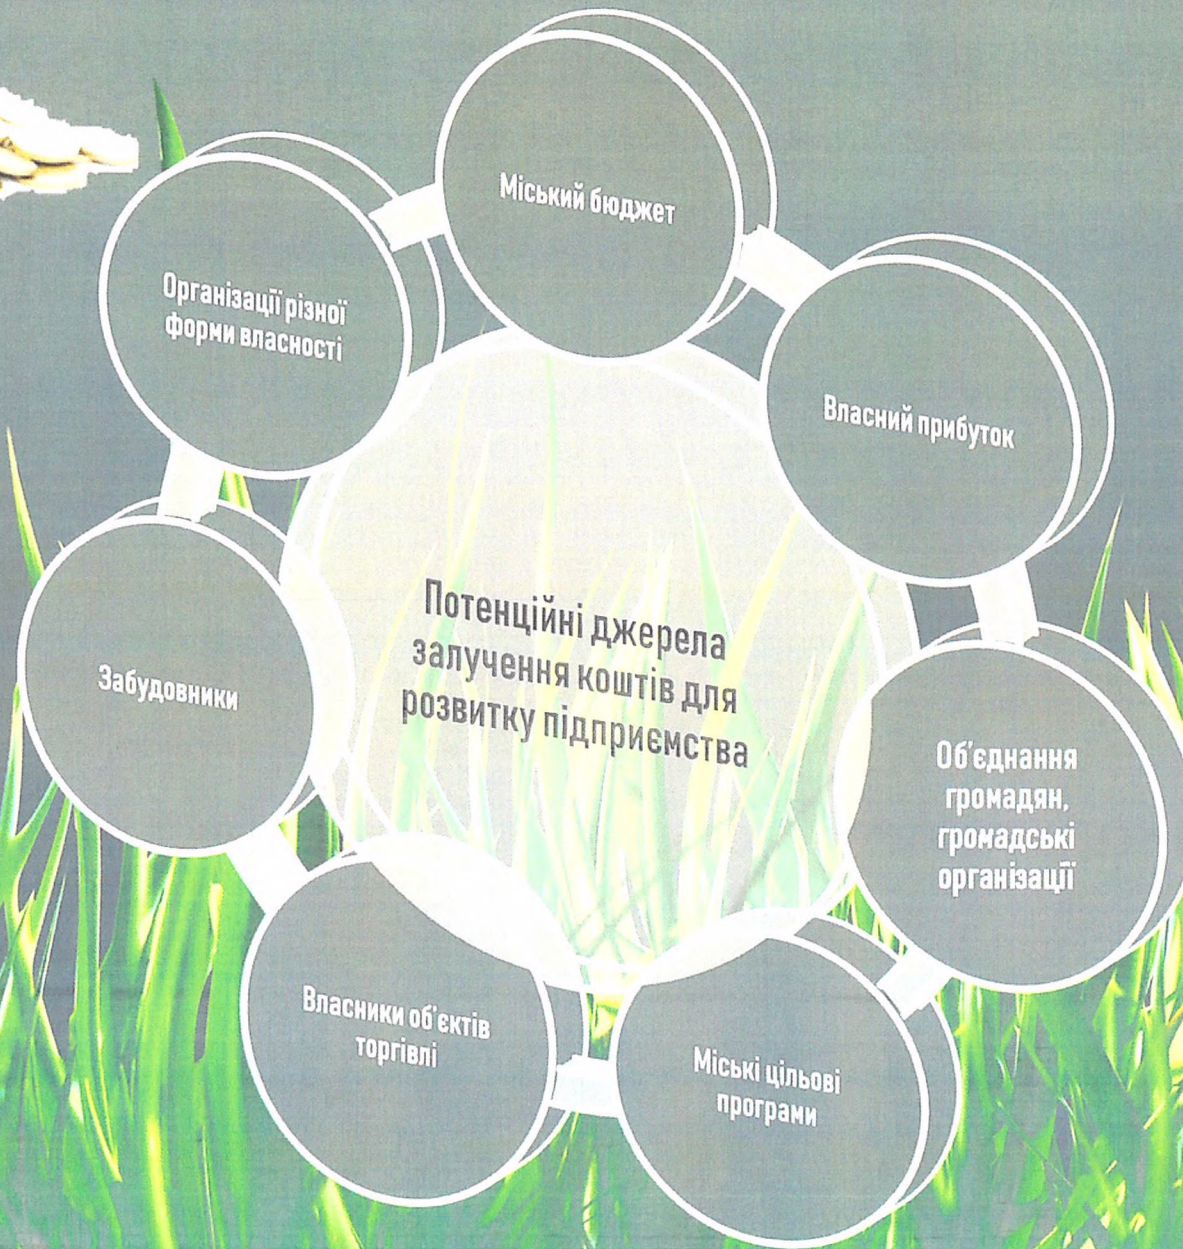 Міський бюджет
Організації різної
форми власності
Власний прибуток
Потенційні джерела
залучення коштів для
розвитку підприємства
Забудовники
Об'єднання
громадян,
громадські
організації
Власники об'єктів
торгівлі
Міські цільові
програми